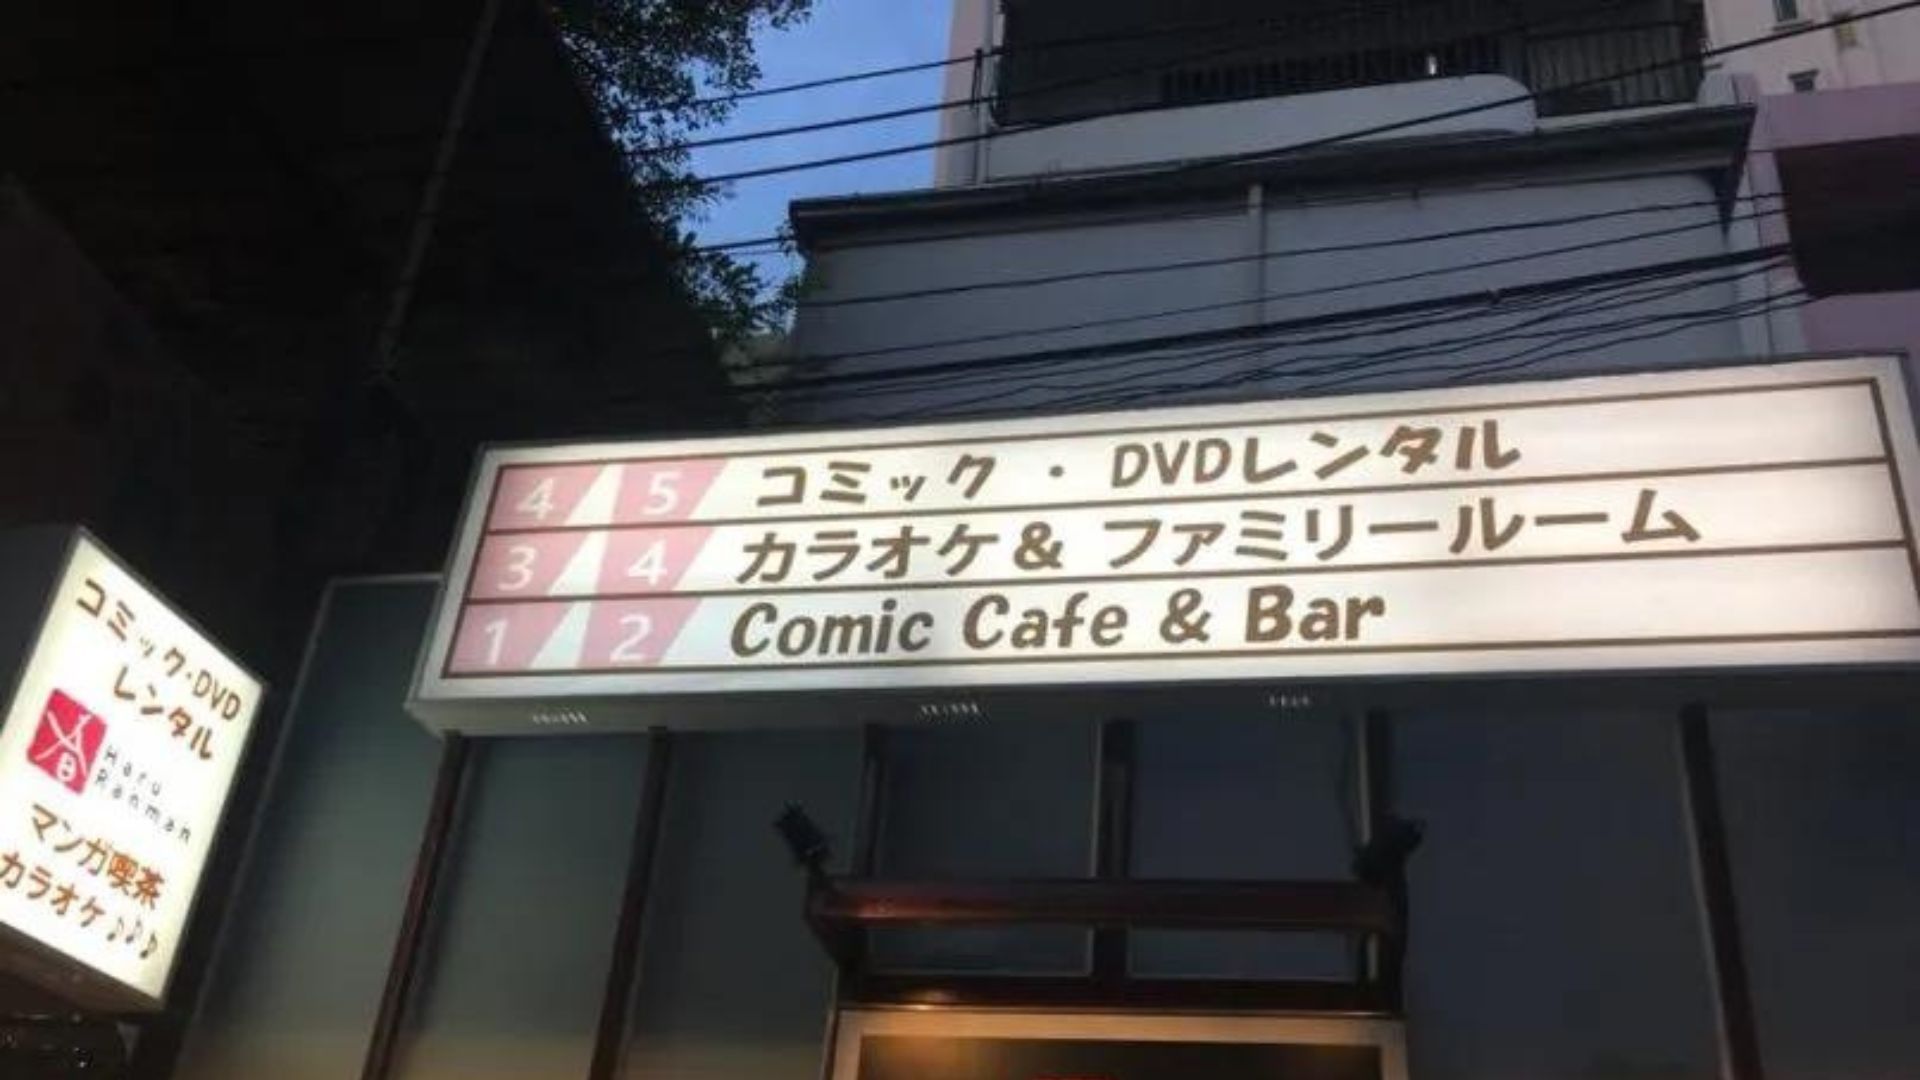 4 5 コミック・DVDレンタル
3 4 カラオケ& ファミリールーム
1 2 Comic Cafe & Bar
コミック・DVD
レンタル
春
Haru
Ranman
マンガ喫茶
カラオケ♪♪♪